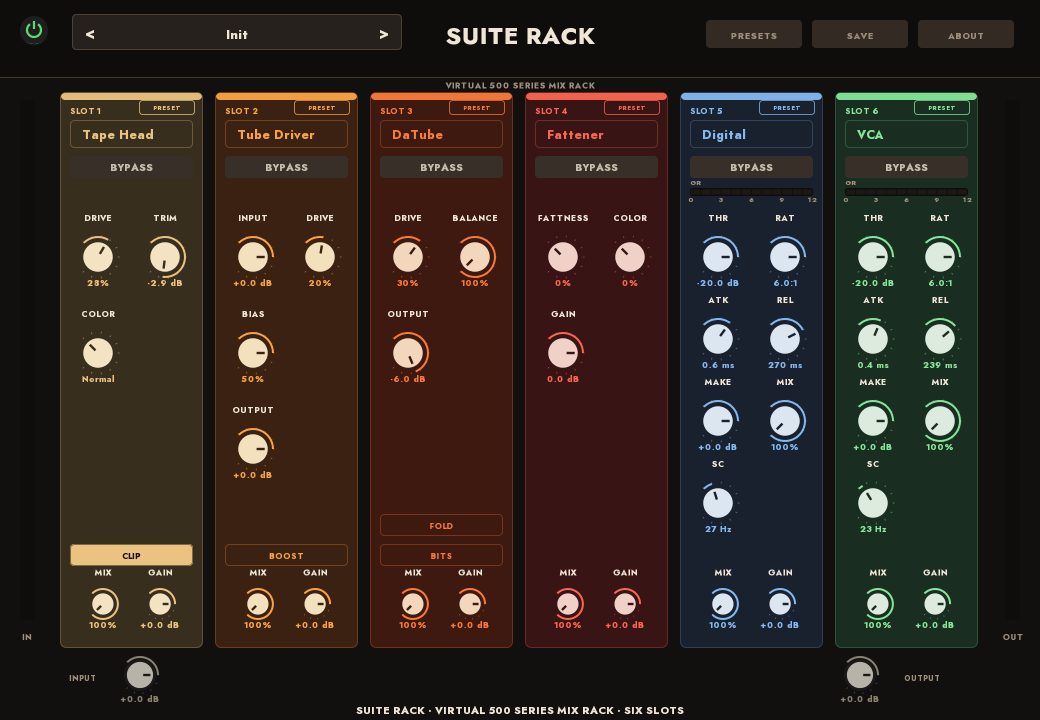 < Init >
SUITE RACK
PRESETS SAVE ABOUT
VIRTUAL 500 SERIES MIX RACK
SLOT 1 PRESET
Tape Head
BYPASS
DRIVE TRIM
28% -2.9 dB
COLOR
Normal
CLIP
MIX GAIN
100% +0.0 dB
SLOT 2 PRESET
Tube Driver
BYPASS
INPUT DRIVE
+0.0 dB 20%
BIAS
50%
OUTPUT
+0.0 dB
BOOST
MIX GAIN
100% +0.0 dB
SLOT 3 PRESET
DaTube
BYPASS
DRIVE BALANCE
30% 100%
OUTPUT
-6.0 dB
FOLD
BITS
MIX GAIN
100% +0.0 dB
SLOT 4 PRESET
Fattener
BYPASS
FATTNESS COLOR
0% 0%
GAIN
0.0 dB
MIX GAIN
100% +0.0 dB
SLOT 5 PRESET
Digital
BYPASS
GR
0 3 6 9 12
THR RAT
-20.0 dB 6.0:1
ATK REL
0.6 ms 270 ms
MAKE MIX
+0.0 dB 100%
SC
27 Hz
MIX GAIN
100% +0.0 dB
SLOT 6 PRESET
VCA
BYPASS
GR
0 3 6 9 12
THR RAT
-20.0 dB 6.0:1
ATK REL
0.4 ms 239 ms
MAKE MIX
+0.0 dB 100%
SC
23 Hz
MIX GAIN
100% +0.0 dB
IN
OUT
INPUT
+0.0 dB
OUTPUT
+0.0 dB
SUITE RACK · VIRTUAL 500 SERIES MIX RACK · SIX SLOTS